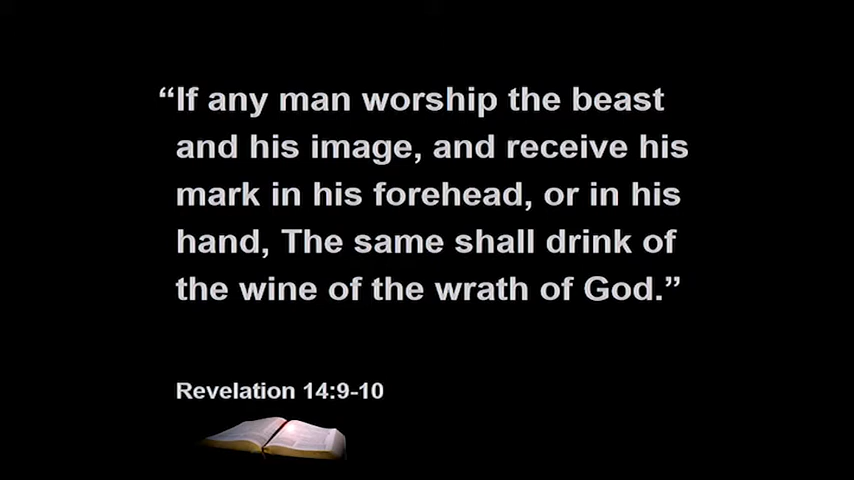 “If any man worship the beast
and his image, and receive his
mark in his forehead, or in his
hand, The same shall drink of
the wine of the wrath of God.”
Revelation 14:9-10